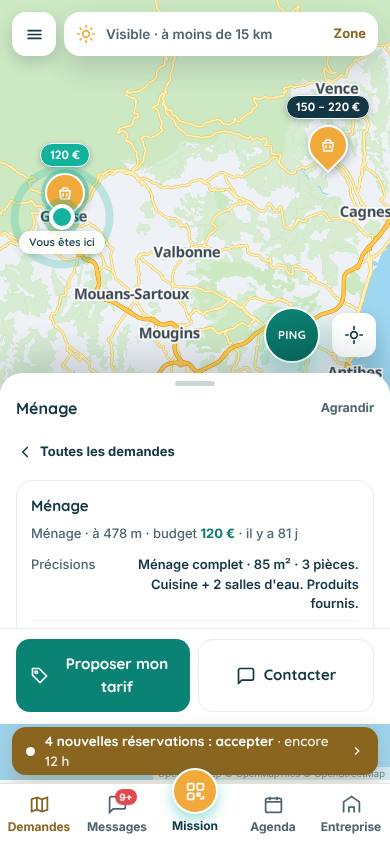 Visible · à moins de 15 km
Zone
Vence
150 – 220 €
120 €
Cagnes
Vous êtes ici
Valbonne
Mouans-Sartoux
Mougins
PING
Antibes
Ménage
Agrandir
Toutes les demandes
Ménage
Ménage · à 478 m · budget 120 € · il y a 81 j
Précisions
Ménage complet · 85 m² · 3 pièces.
Cuisine + 2 salles d'eau. Produits
fournis.
Proposer mon
tarif
Contacter
4 nouvelles réservations : accepter · encore
12 h
9+
Demandes
Messages
Mission
Agenda
Entreprise